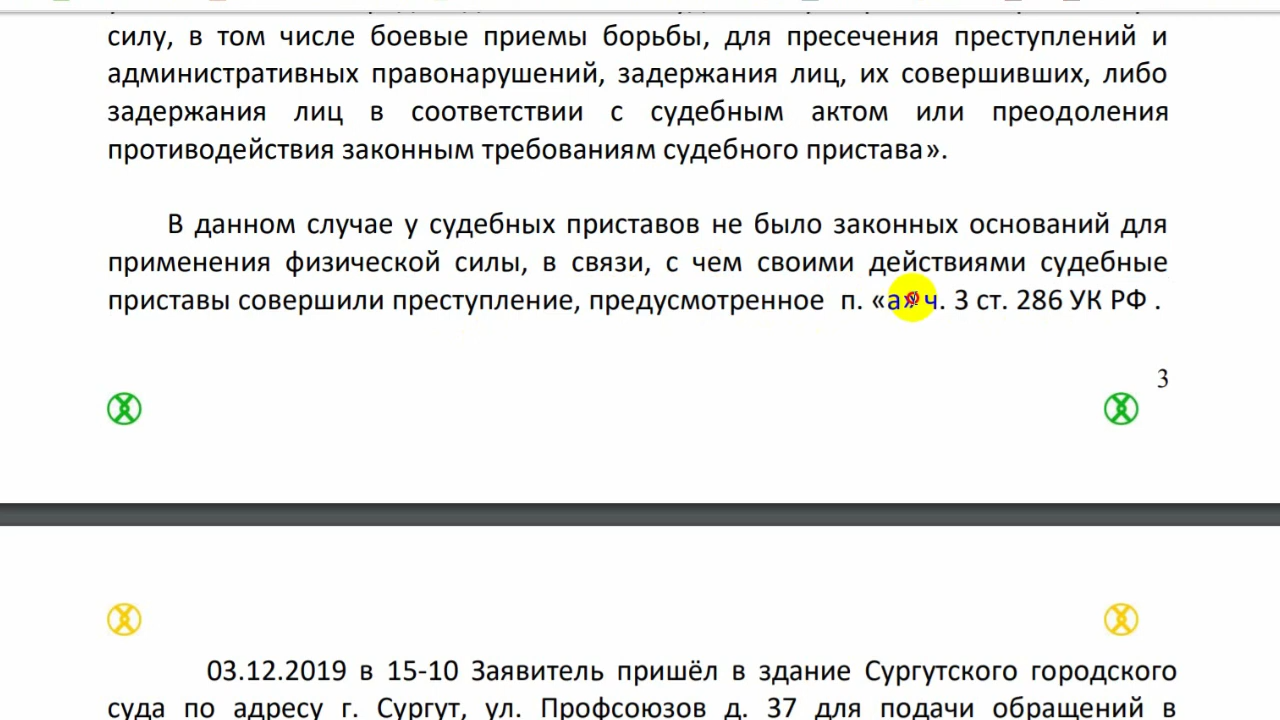 силу, в том числе боевые приемы борьбы, для пресечения преступлений и
административных правонарушений, задержания лиц, их совершивших, либо
задержания лиц в соответствии с судебным актом или преодоления
противодействия законным требованиям судебного пристава».
В данном случае у судебных приставов не было законных оснований для
применения физической силы, в связи, с чем своими действиями судебные
приставы совершили преступление, предусмотренное п. «а» ч. 3 ст. 286 УК РФ .
3
03.12.2019 в 15-10 Заявитель пришёл в здание Сургутского городского
суда по адресу г. Сургут, ул. Профсоюзов д. 37 для подачи обращений в